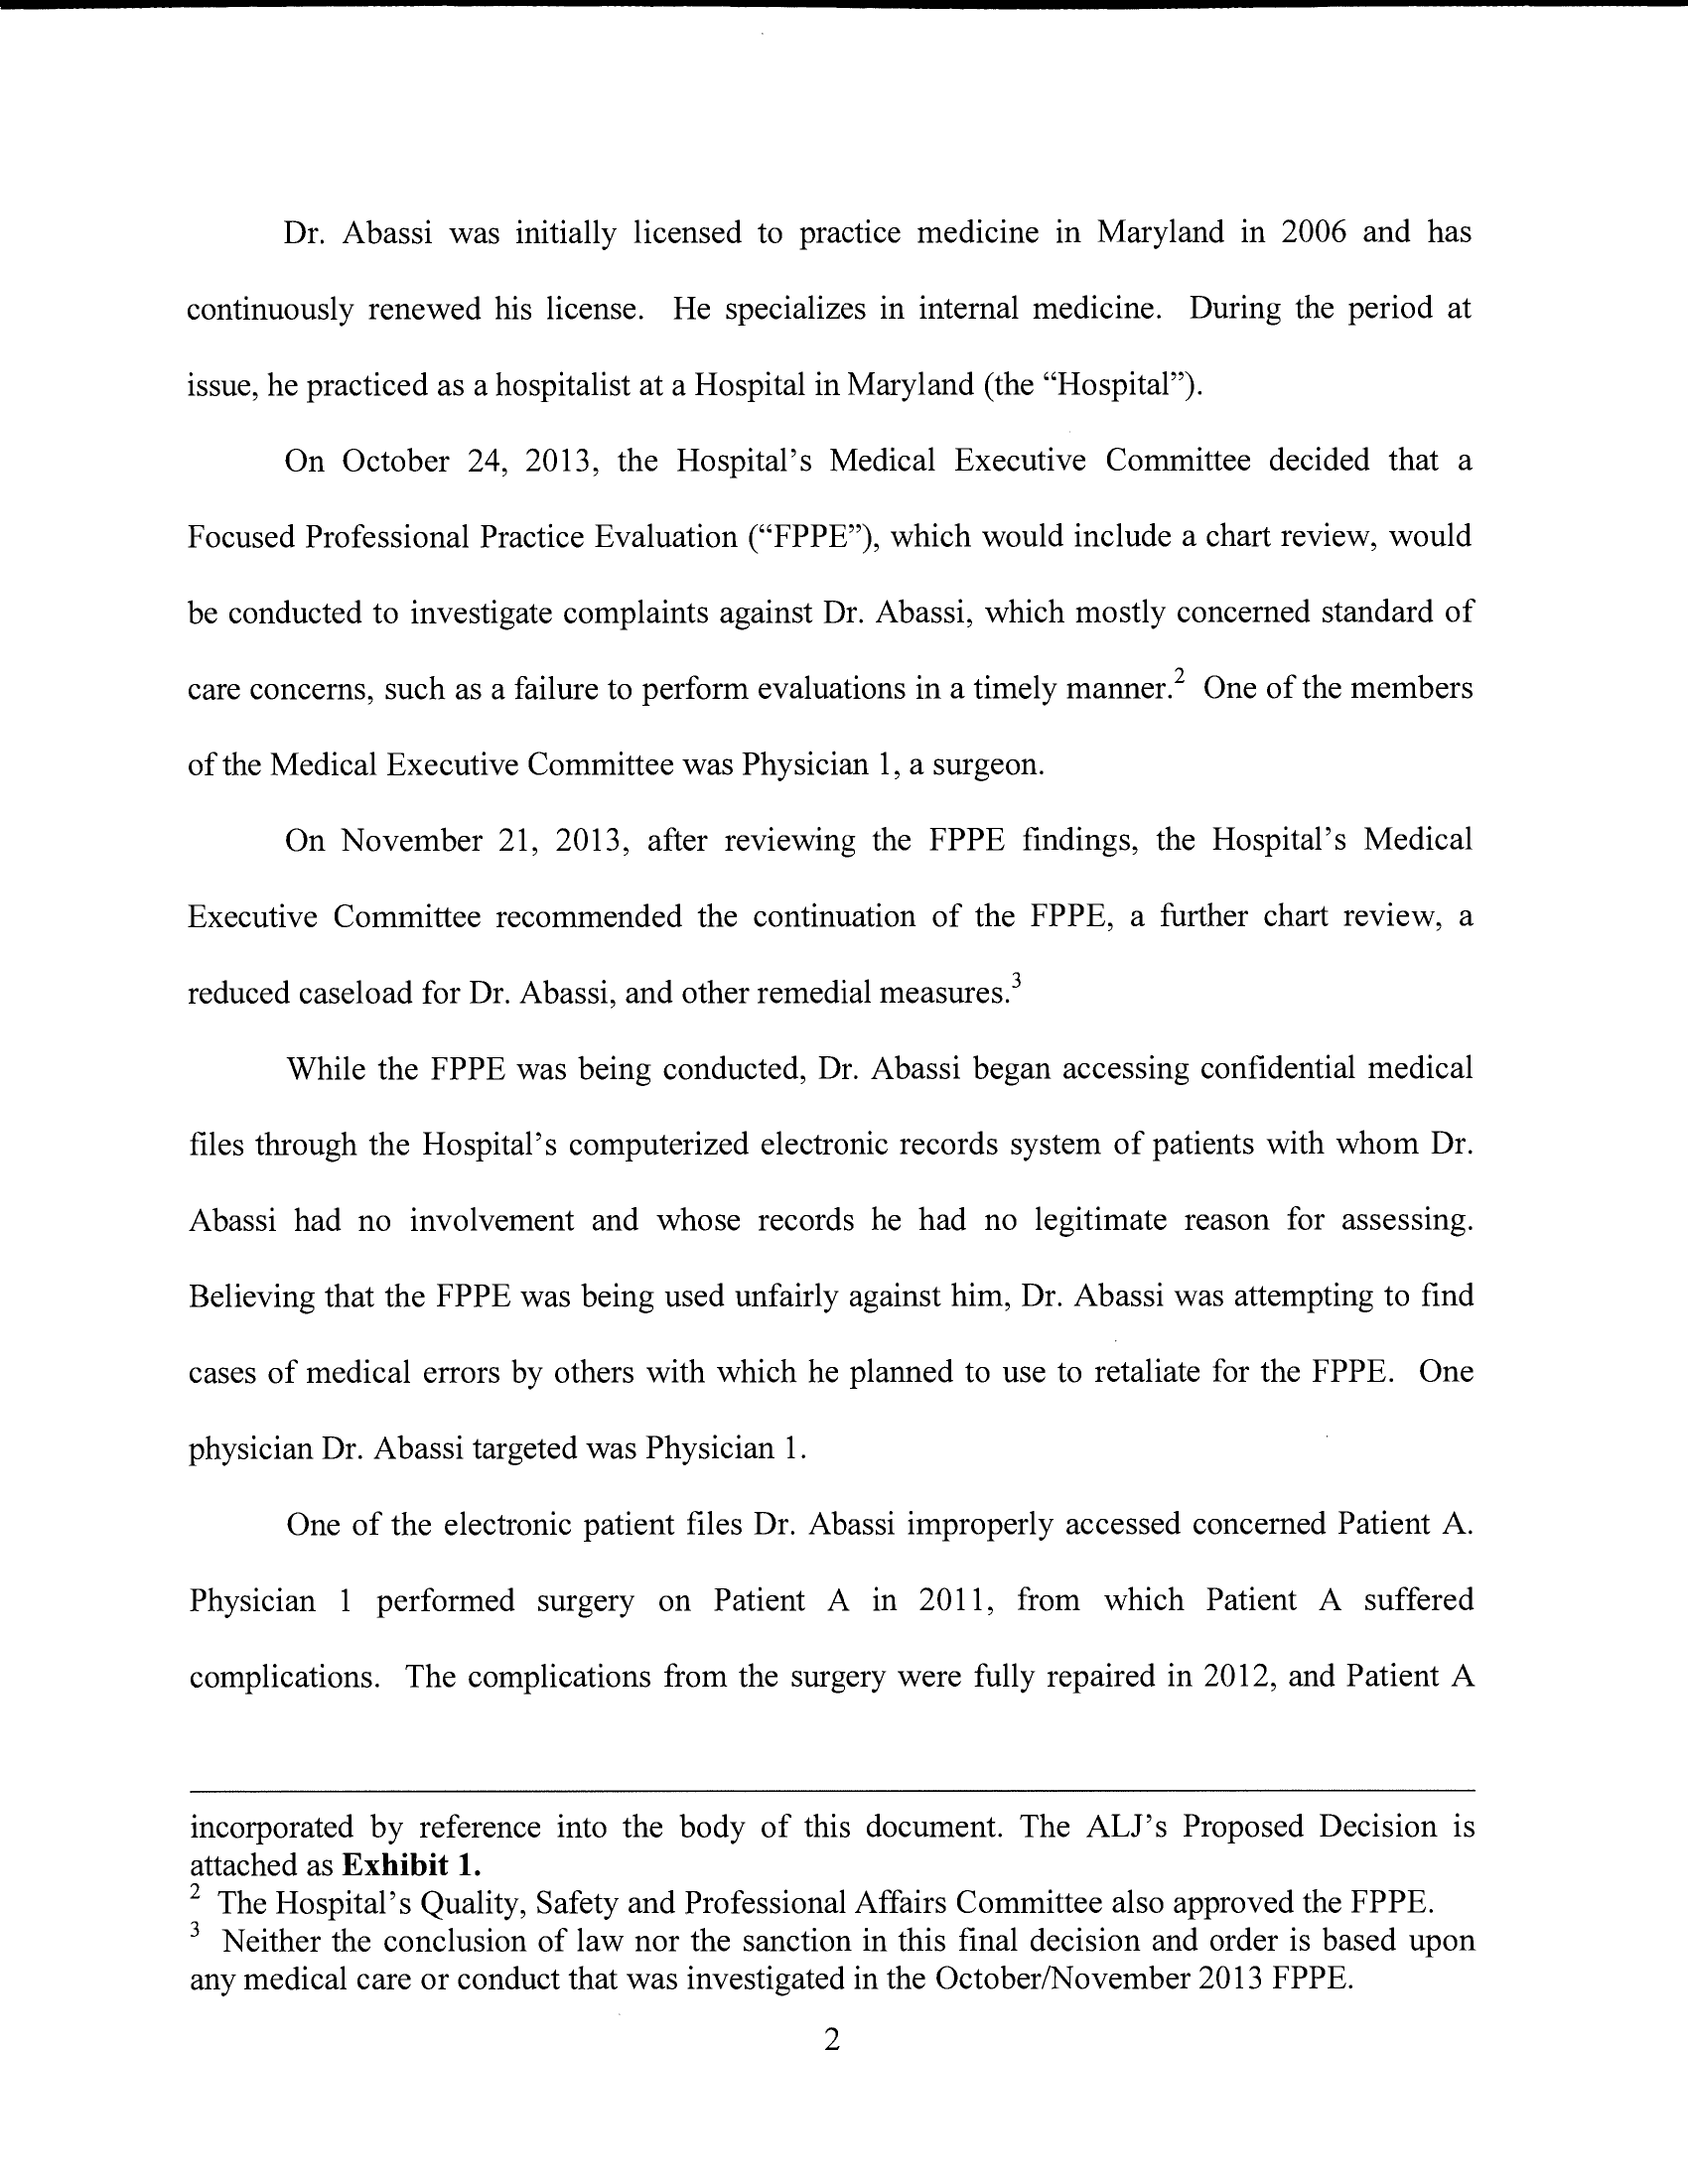 Dr. Abassi was initially licensed to practice medicine in Maryland in 2006 and has
continuously renewed his license. He specializes in internal medicine. During the period at
issue, he practiced as a hospitalist at a Hospital in Maryland (the “Hospital”).
On October 24, 2013, the Hospital’s Medical Executive Committee decided that a
Focused Professional Practice Evaluation (“FPPE”), which would include a chart review, would
be conducted to investigate complaints against Dr. Abassi, which mostly concerned standard of
care concerns, such as a failure to perform evaluations in a timely manner.2 One of the members
of the Medical Executive Committee was Physician 1, a surgeon.
On November 21, 2013, after reviewing the FPPE findings, the Hospital’s Medical
Executive Committee recommended the continuation of the FPPE, a further chart review, a
reduced caseload for Dr. Abassi, and other remedial measures.3
While the FPPE was being conducted, Dr. Abassi began accessing confidential medical
files through the Hospital’s computerized electronic records system of patients with whom Dr.
Abassi had no involvement and whose records he had no legitimate reason for assessing.
Believing that the FPPE was being used unfairly against him, Dr. Abassi was attempting to find
cases of medical errors by others with which he planned to use to retaliate for the FPPE. One
physician Dr. Abassi targeted was Physician 1.
One of the electronic patient files Dr. Abassi improperly accessed concerned Patient A.
Physician 1 performed surgery on Patient A in 2011, from which Patient A suffered
complications. The complications from the surgery were fully repaired in 2012, and Patient A
incorporated by reference into the body of this document. The ALJ’s Proposed Decision is
attached as Exhibit 1.
2 The Hospital’s Quality, Safety and Professional Affairs Committee also approved the FPPE.
3 Neither the conclusion of law nor the sanction in this final decision and order is based upon
any medical care or conduct that was investigated in the October/November 2013 FPPE.
2